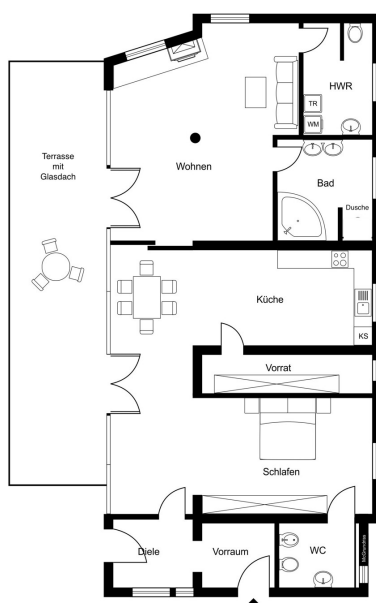 HWR
TR
WM
Terrasse
mit
Glasdach
Wohnen
Bad
Dusche
Küche
KS
Vorrat
Schlafen
Diele
Vorraum
WC